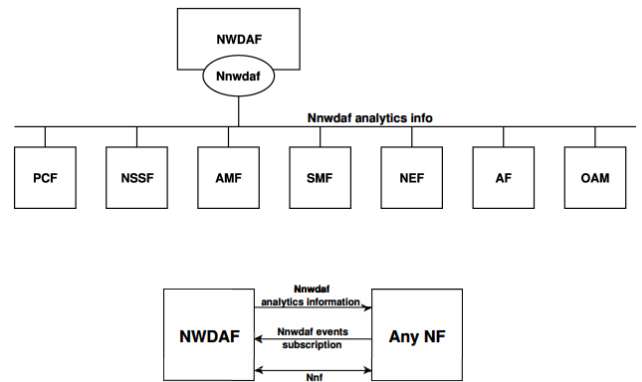 NWDAF
Nnwdaf
Nnwdaf analytics info
PCF
NSSF
AMF
SMF
NEF
AF
OAM
Nnwdaf
analytics information
NWDAF
Nnwdaf events
subscription
Any NF
Nnf